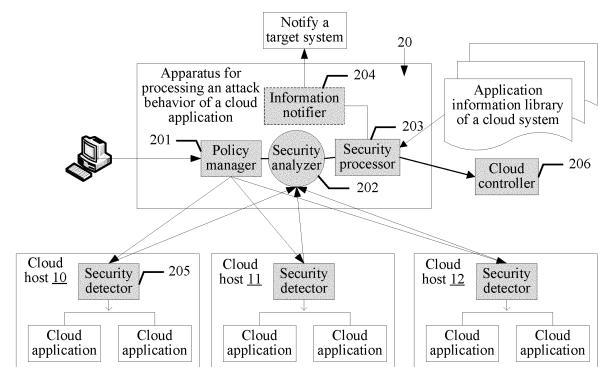 Notify a
target system
20
Apparatus for
processing an attack
behavior of a cloud
application
204
Information
notifier
Application
information library
of a cloud system
203
201
Policy
manager
Security
analyzer
Security
processor
202
Cloud
controller
206
Cloud
host 10
Security
detector
205
Cloud
application
Cloud
application
Cloud
host 11
Security
detector
Cloud
application
Cloud
application
Cloud
host 12
Security
detector
Cloud
application
Cloud
application